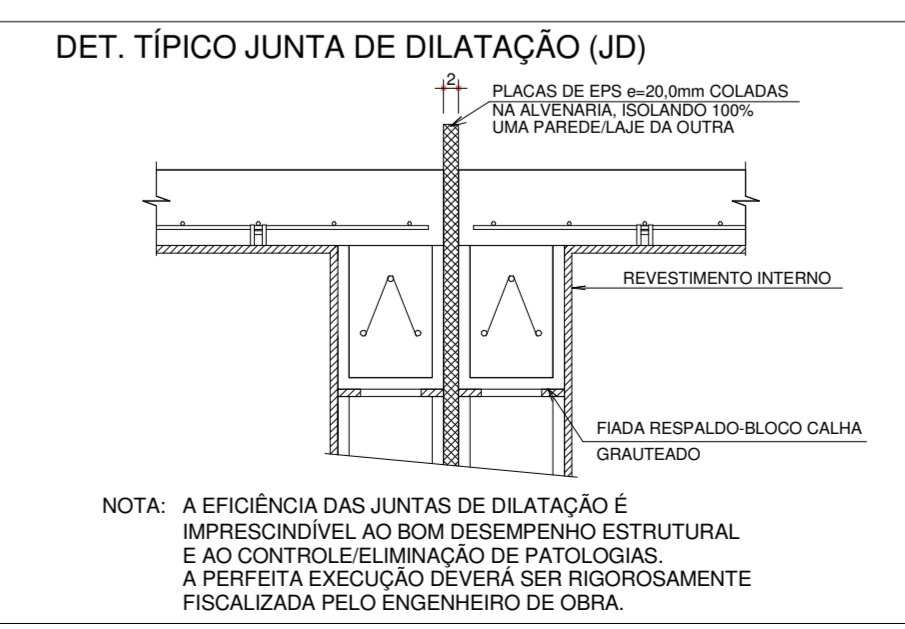 DET. TÍPICO JUNTA DE DILATAÇÃO (JD)
2
PLACAS DE EPS e=20,0mm COLADAS
NA ALVENARIA, ISOLANDO 100%
UMA PAREDE/LAJE DA OUTRA
REVESTIMENTO INTERNO
FIADA RESPALDO-BLOCO CALHA
GRAUTEADO
NOTA: A EFICIÊNCIA DAS JUNTAS DE DILATAÇÃO É
IMPRESCINDÍVEL AO BOM DESEMPENHO ESTRUTURAL
E AO CONTROLE/ELIMINAÇÃO DE PATOLOGIAS.
A PERFEITA EXECUÇÃO DEVERÁ SER RIGOROSAMENTE
FISCALIZADA PELO ENGENHEIRO DE OBRA.